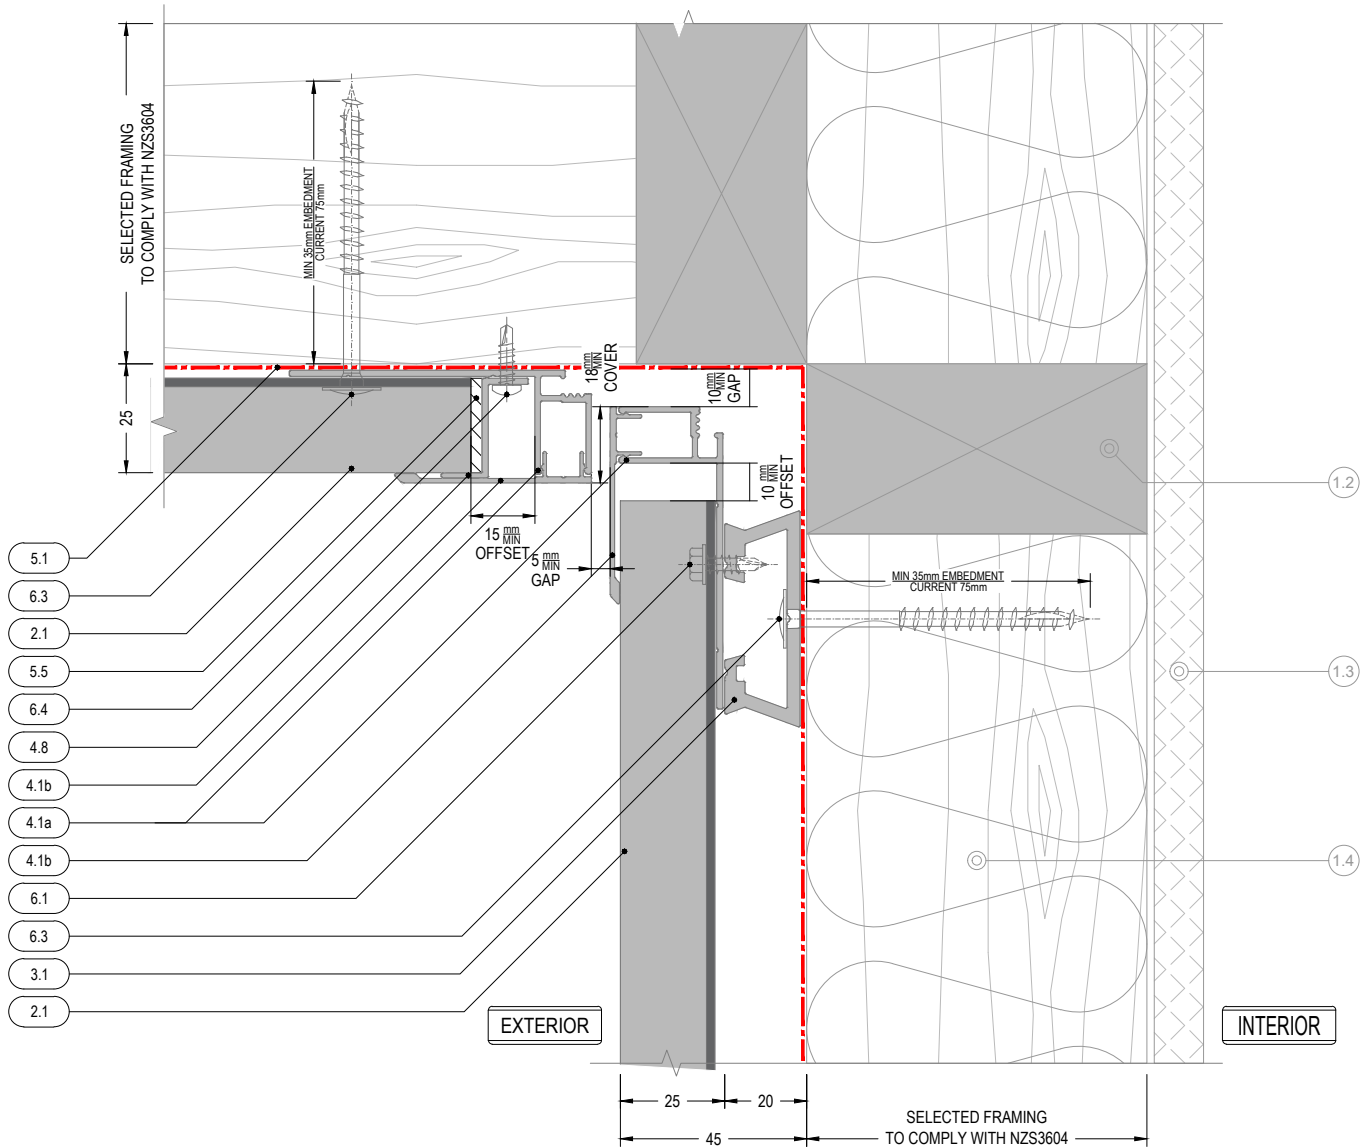 SELECTED FRAMING
TO COMPLY WITH NZS3604
MIN 35mm EMBEDMENT
CURRENT 75mm
25
18 mm
MIN
COVER
10 mm
MIN
GAP
10 mm
MIN
OFFSET
15 mm
MIN
OFFSET
5 mm
MIN
GAP
MIN 35mm EMBEDMENT
CURRENT 75mm
1.2
1.3
1.4
5.1
6.3
2.1
5.5
6.4
4.8
4.1b
4.1a
4.1b
6.1
6.3
3.1
2.1
EXTERIOR
INTERIOR
25
20
45
SELECTED FRAMING
TO COMPLY WITH NZS3604